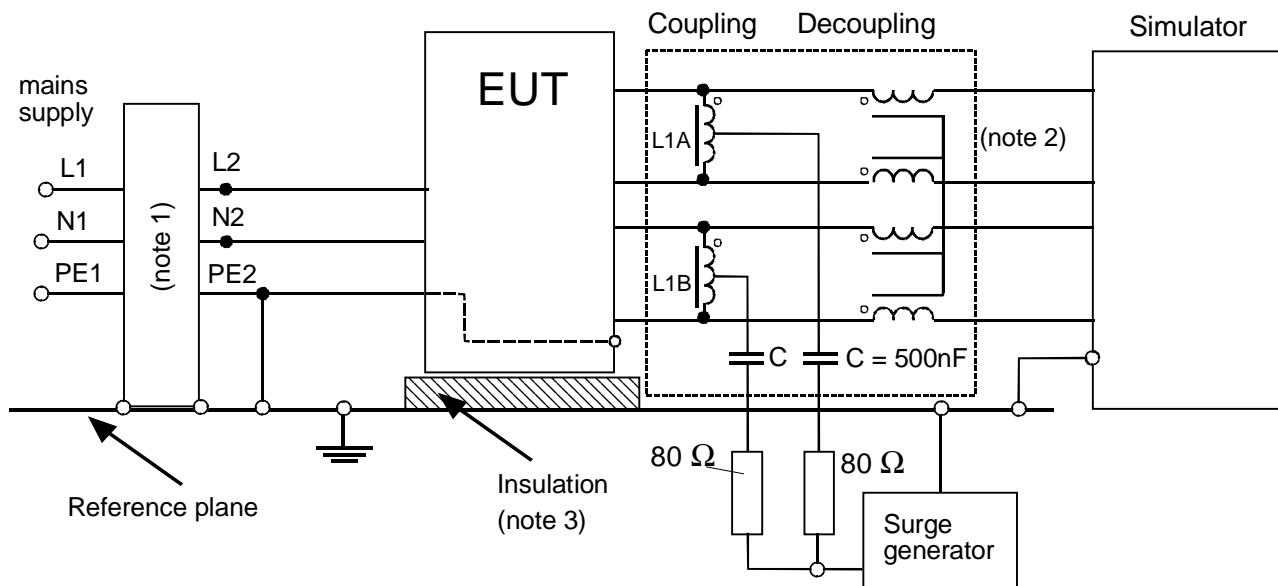 Coupling
Decoupling
Simulator
mains
supply
EUT
L1A
(note 2)
L1
L2
N1
N2
(note 1)
PE1
PE2
L1B
C
C = 500nF
80 Ω
80 Ω
Reference plane
Insulation
(note 3)
Surge
generator